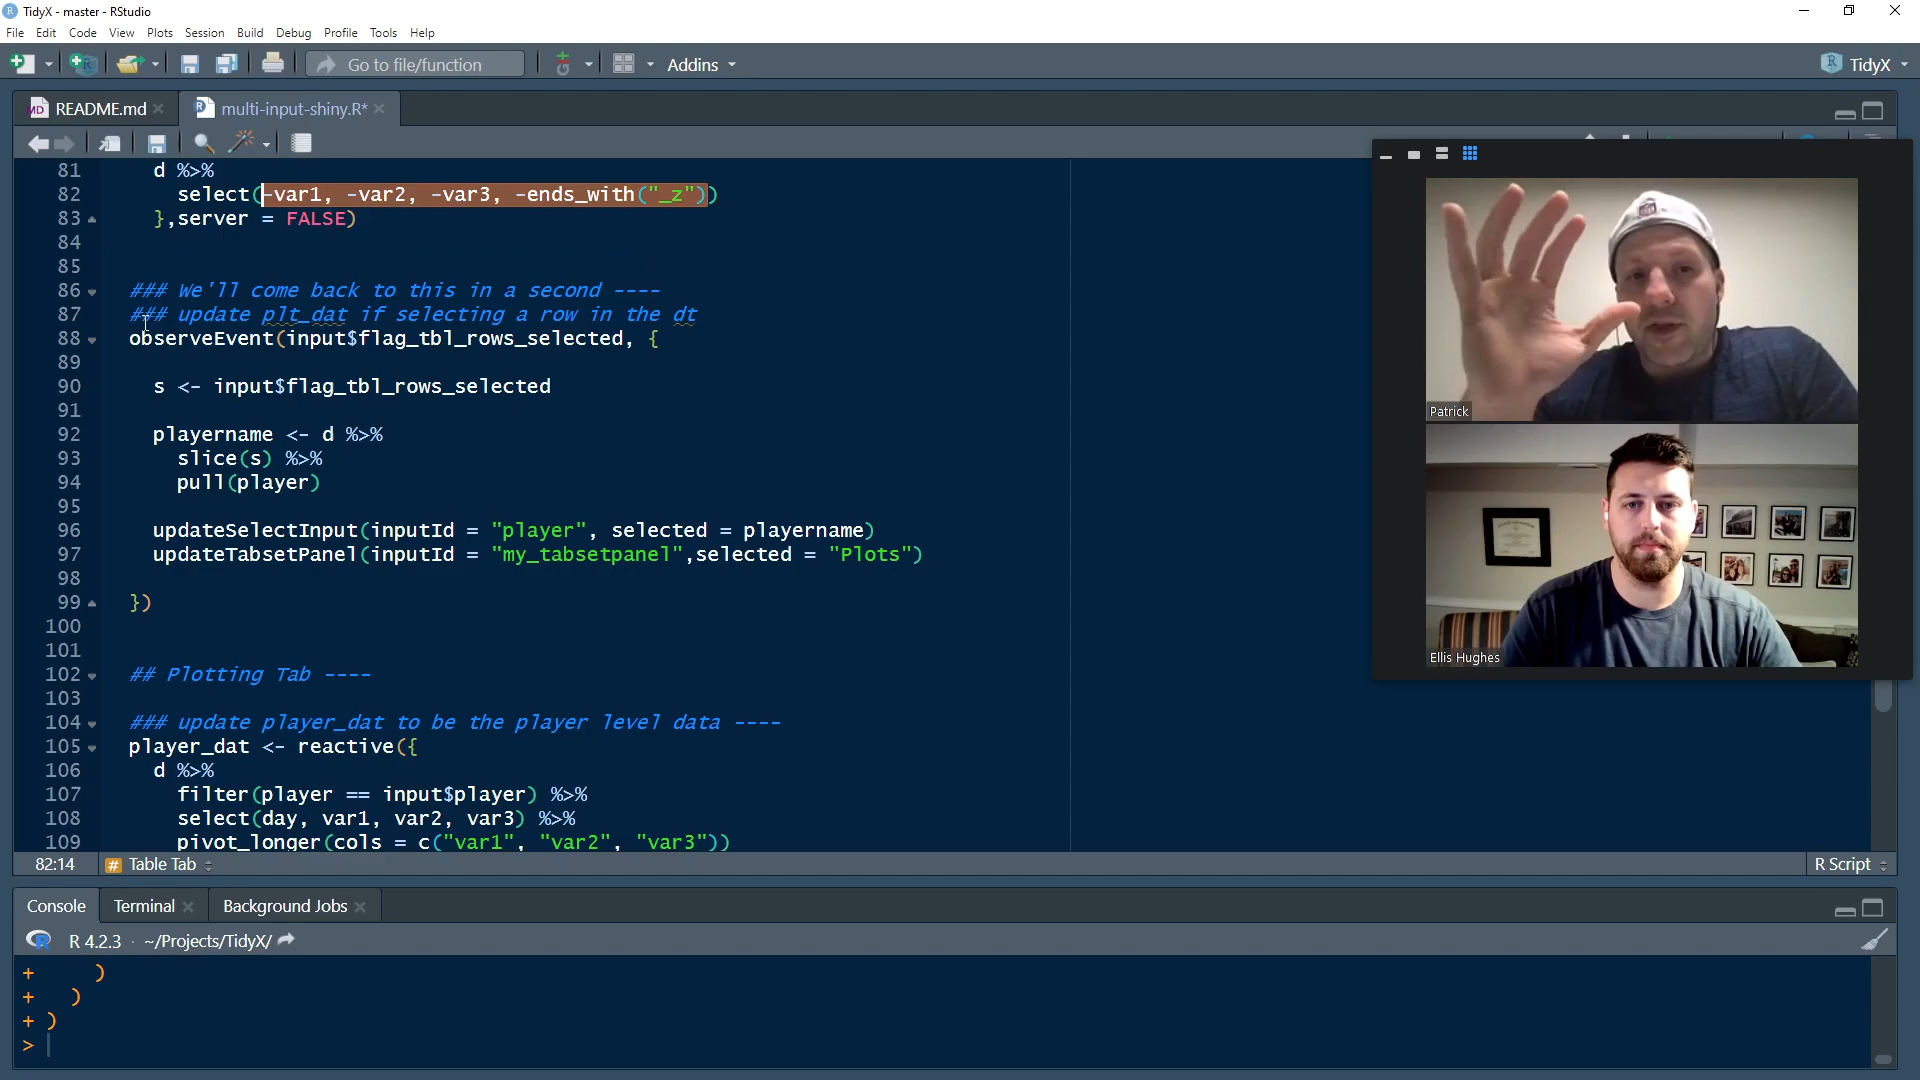 TidyX - master - RStudio
File Edit Code View Plots Session Build Debug Profile Tools Help
Go to file/function
Addins
TidyX
README.md
multi-input-shiny.R*
81 d %>%
82 select(-var1, -var2, -var3, -ends_with("_z"))
83 },server = FALSE)
84
85
86 ### We'll come back to this in a second ----
87 ### update plt_dat if selecting a row in the dt
88 observeEvent(input$flag_tbl_rows_selected, {
89
90 s <- input$flag_tbl_rows_selected
91
92 playername <- d %>%
93 slice(s) %>%
94 pull(player)
95
96 updateSelectInput(inputId = "player", selected = playername)
97 updateTabsetPanel(inputId = "my_tabsetpanel",selected = "Plots")
98
99 })
100
101
102 ## Plotting Tab ----
103
104 ### update player_dat to be the player level data ----
105 player_dat <- reactive({
106 d %>%
107 filter(player == input$player) %>%
108 select(day, var1, var2, var3) %>%
109 pivot_longer(cols = c("var1", "var2", "var3"))
Patrick
Ellis Hughes
82:14 # Table Tab R Script
Console Terminal Background Jobs
R 4.2.3 · ~/Projects/TidyX/
+ )
+ )
+ )
>